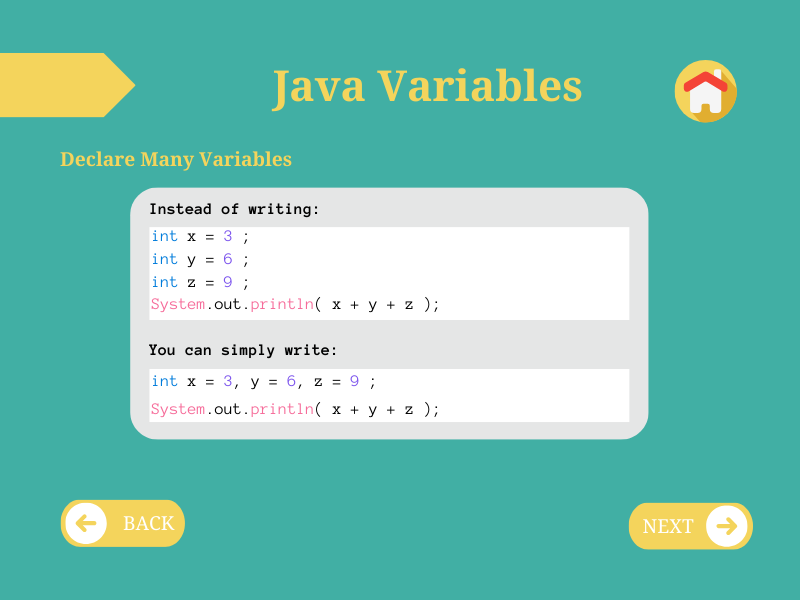 Java Variables
Declare Many Variables
Instead of writing:
int x = 3 ;
int y = 6 ;
int z = 9 ;
System.out.println( x + y + z );
You can simply write:
int x = 3, y = 6, z = 9 ;
System.out.println( x + y + z );
BACK
NEXT